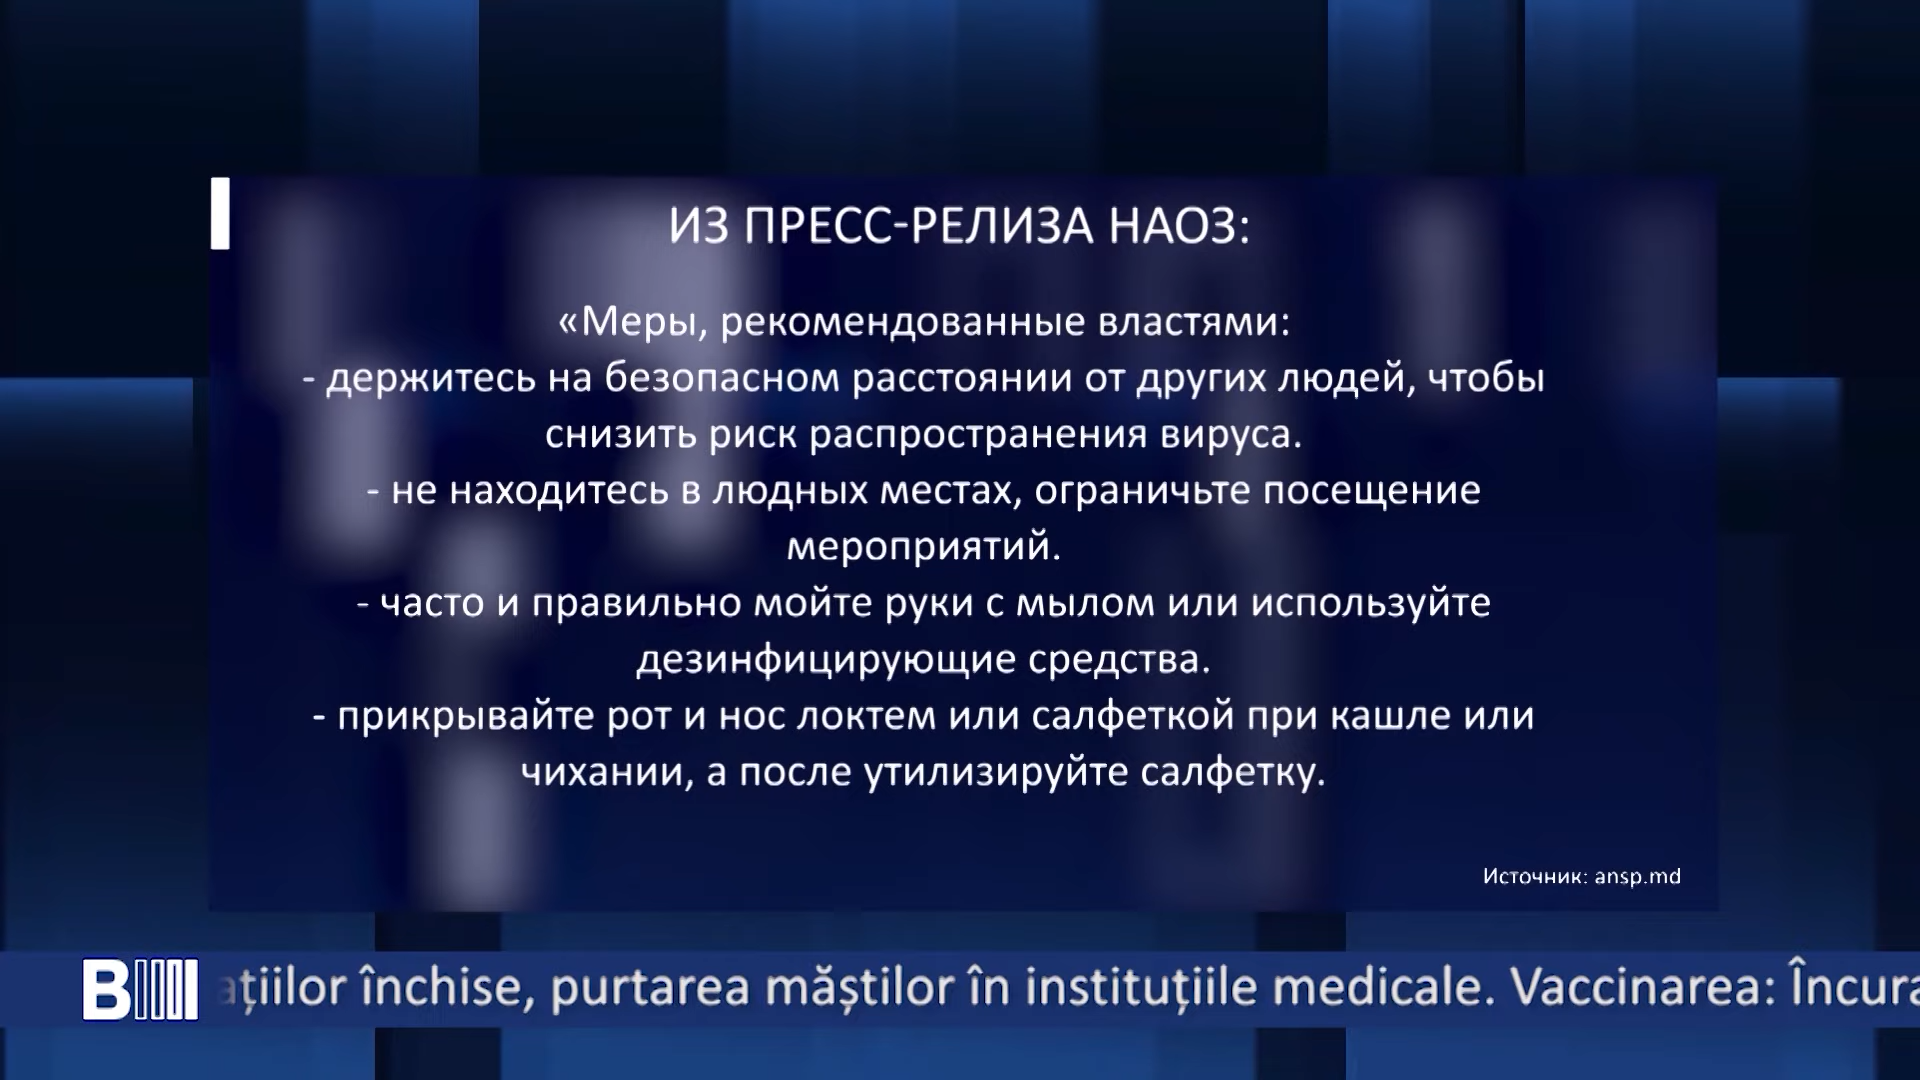 ИЗ ПРЕСС-РЕЛИЗА НАОЗ:
«Меры, рекомендованные властями:
- держитесь на безопасном расстоянии от других людей, чтобы
снизить риск распространения вируса.
- не находитесь в людных местах, ограничьте посещение
мероприятий.
- часто и правильно мойте руки с мылом или используйте
дезинфицирующие средства.
- прикрывайте рот и нос локтем или салфеткой при кашле или
чихании, а после утилизируйте салфетку.
Источник: ansp.md
B ațiilor închise, purtarea măștilor în instituțiile medicale. Vaccinarea: Încura